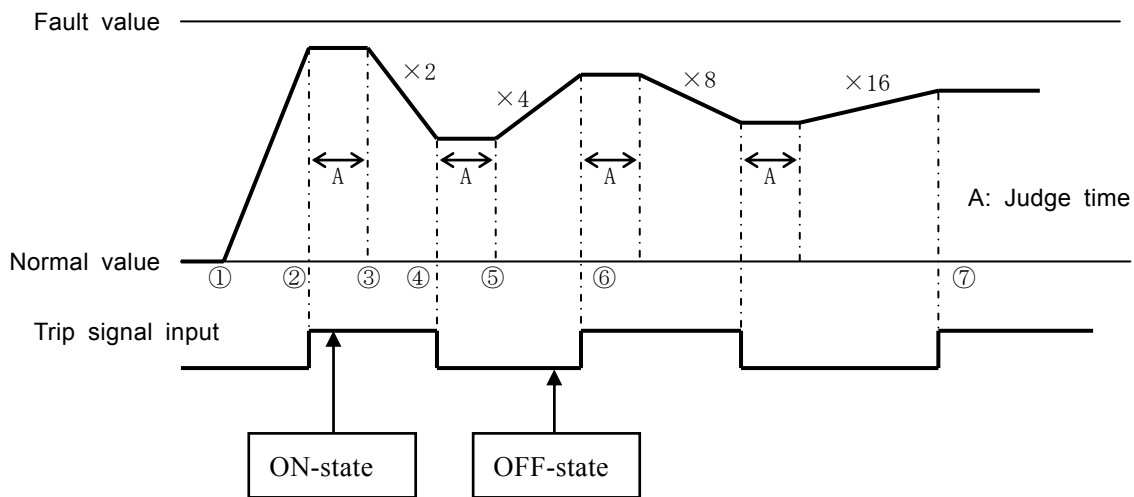 Fault value
×2
×4
×8
×16
A
A
A
A
A: Judge time
Normal value
① ② ③ ④ ⑤ ⑥ ⑦
Trip signal input
ON-state
OFF-state